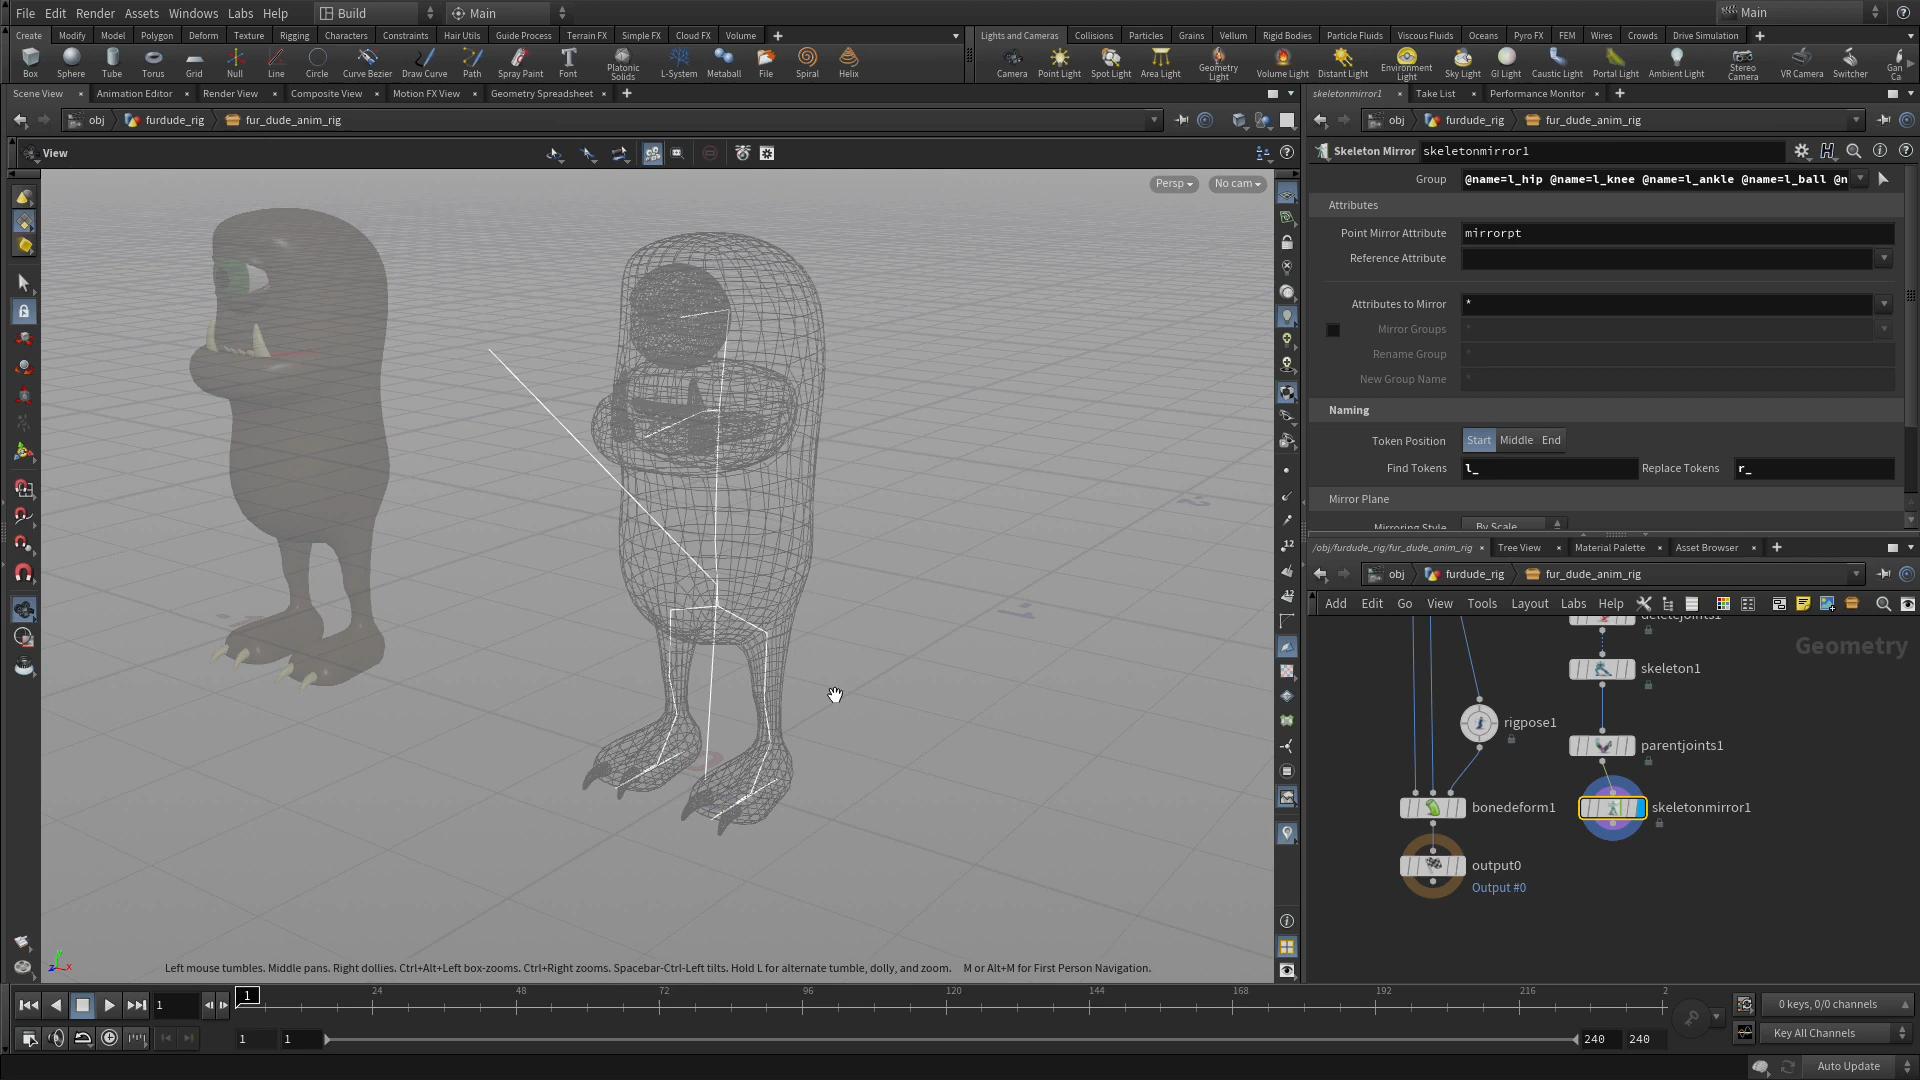 File Edit Render Assets Windows Labs Help Build Main Main
Create Modify Model Polygon Deform Texture Rigging Characters Constraints Hair Utils Guide Process Terrain FX Simple FX Cloud FX Volume
Lights and Cameras Collisions Particles Grains Vellum Rigid Bodies Particle Fluids Viscous Fluids Oceans Pyro FX FEM Wires Crowds Drive Simulation
Box Sphere Tube Torus Grid Null Line Circle Curve Bezier Draw Curve Path Spray Paint Font Platonic Solids L-System Metaball File Spiral Helix
Camera Point Light Spot Light Area Light Geometry Light Volume Light Distant Light Environment Light Sky Light GI Light Caustic Light Portal Light Ambient Light Stereo Camera VR Camera Switcher Gan Ca
Scene View Animation Editor Render View Composite View Motion FX View Geometry Spreadsheet
skeletonmirror1 Take List Performance Monitor
obj furdude_rig fur_dude_anim_rig
obj furdude_rig fur_dude_anim_rig
View
Persp No cam
Skeleton Mirror skeletonmirror1
Group @name=l_hip @name=l_knee @name=l_ankle @name=l_ball @n
Attributes
Point Mirror Attribute mirrorpt
Reference Attribute
Attributes to Mirror *
Mirror Groups *
Rename Group *
New Group Name *
Naming
Token Position Start Middle End
Find Tokens l_ Replace Tokens r_
Mirror Plane
Mirroring Style By Scale
/obj/furdude_rig/fur_dude_anim_rig Tree View Material Palette Asset Browser
obj furdude_rig fur_dude_anim_rig
Add Edit Go View Tools Layout Labs Help
deletejoints1
Geometry
skeleton1
rigpose1
parentjoints1
bonedeform1
skeletonmirror1
output0
Output #0
Left mouse tumbles. Middle pans. Right dollies. Ctrl+Alt+Left box-zooms. Ctrl+Right zooms. Spacebar-Ctrl-Left tilts. Hold L for alternate tumble, dolly, and zoom. M or Alt+M for First Person Navigation.
1 1 24 48 72 96 120 144 168 192 216 2
0 keys, 0/0 channels
1 1 240 240
Key All Channels
Auto Update